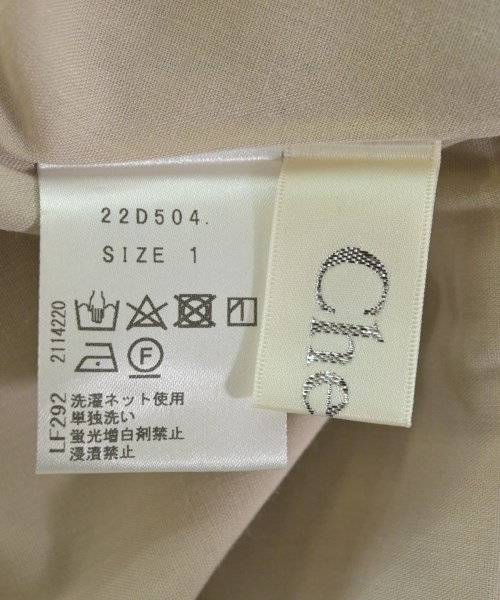 22D504.
SIZE 1
F
洗濯ネット使用
単独洗い
蛍光増白剤禁止
浸漬禁止
LF292 2114220
Che